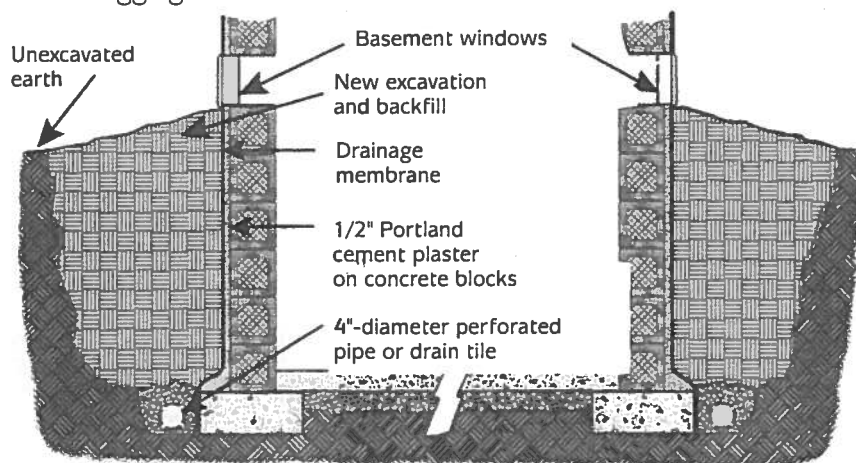 Unexcavated
earth
Basement windows
New excavation
and backfill
Drainage
membrane
1/2" Portland
cement plaster
on concrete blocks
4"-diameter perforated
pipe or drain tile